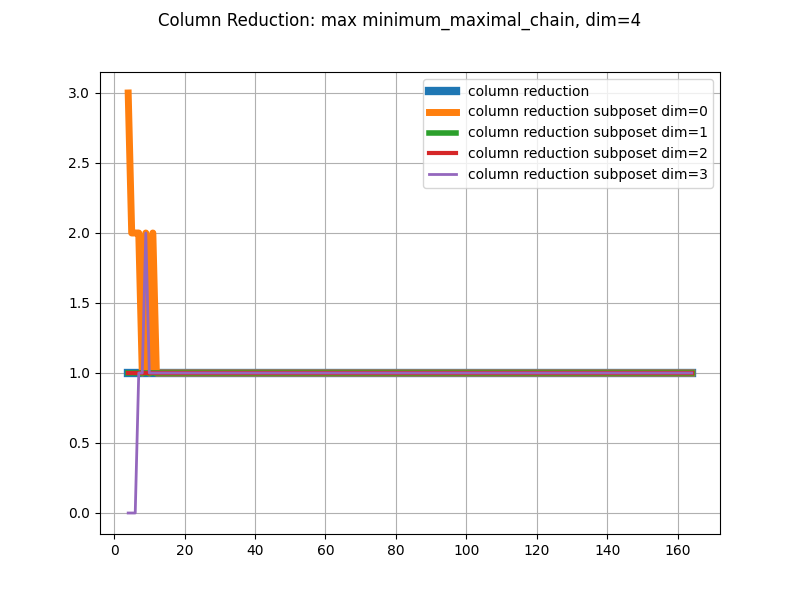 Column Reduction: max minimum_maximal_chain, dim=4
3.0
2.5
2.0
1.5
1.0
0.5
0.0
column reduction
column reduction subposet dim=0
column reduction subposet dim=1
column reduction subposet dim=2
column reduction subposet dim=3
0 20 40 60 80 100 120 140 160